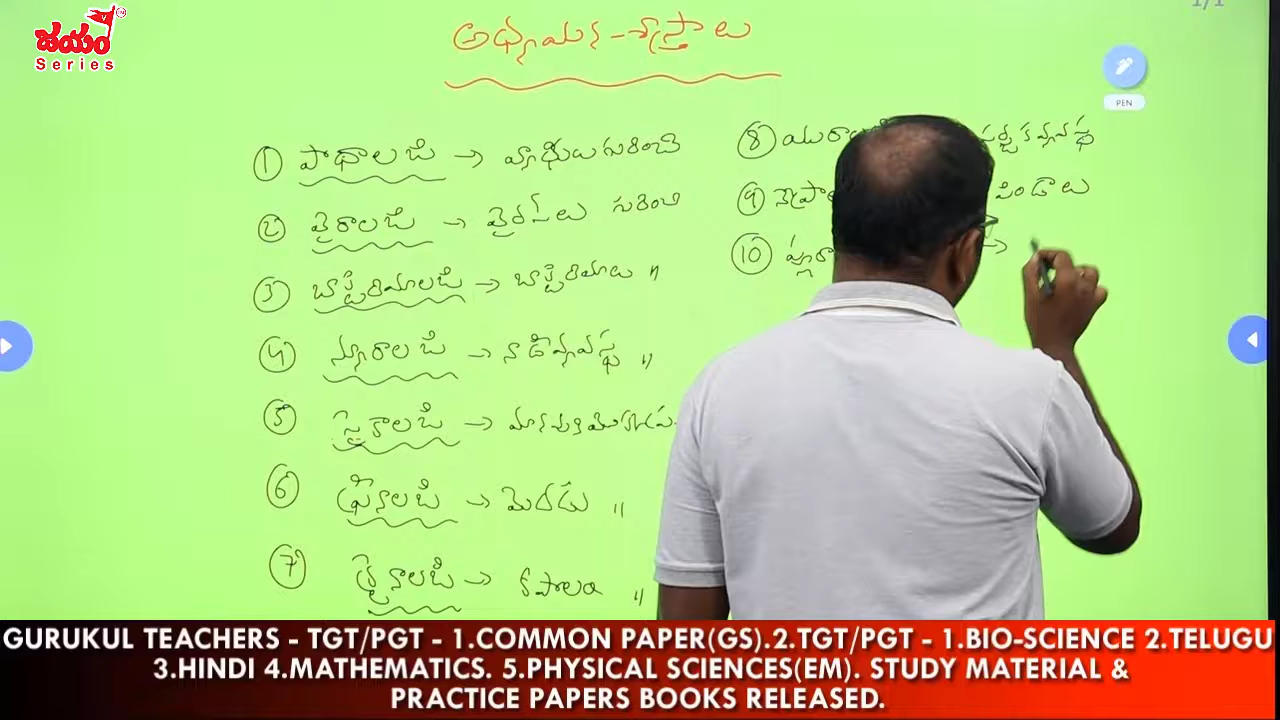 జయం
Series
1/1
PEN
అధ్యయన - శాస్త్రాలు
① పాథాలజి → వ్యాధులు గురించి
② వైరాలజి → వైరస్‌లు గురించి
③ బాక్టీరియాలజి → బాక్టీరియాలు "
④ న్యూరాలజి → నాడీవ్యవస్థ "
⑤ సైకాలజి →
⑥ ఫ్రీనాలజి → మెదడు "
⑦ క్రైనాలజి → కపాలం "
⑧ యురాల
⑨ పిండాలు
⑩ →
GURUKUL TEACHERS - TGT/PGT - 1.COMMON PAPER(GS).2.TGT/PGT - 1.BIO-SCIENCE 2.TELUGU
3.HINDI 4.MATHEMATICS. 5.PHYSICAL SCIENCES(EM). STUDY MATERIAL &
PRACTICE PAPERS BOOKS RELEASED.